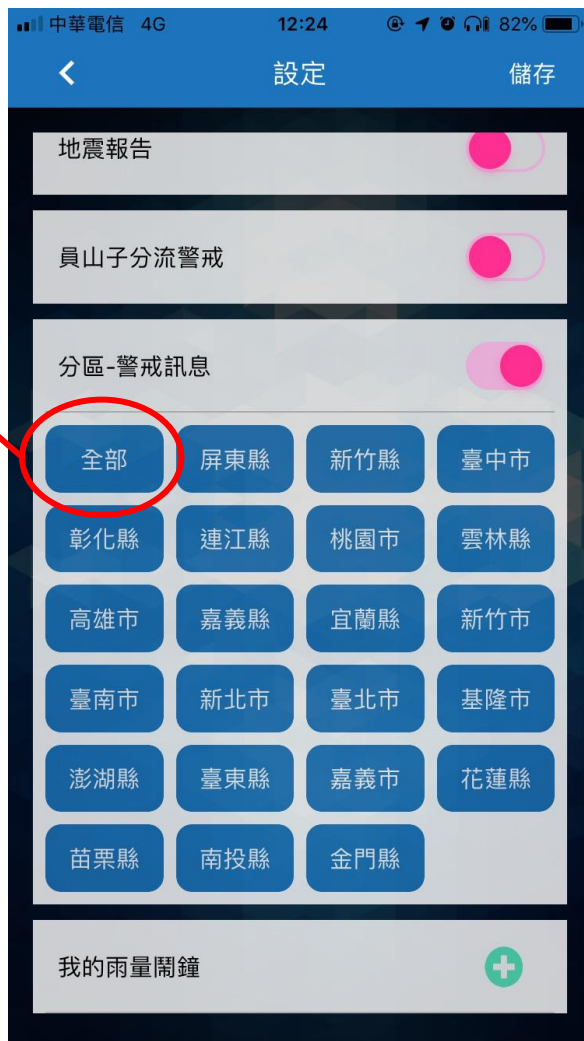 中華電信 4G 12:24 82%
設定 儲存
地震報告
員山子分流警戒
分區-警戒訊息
全部 屏東縣 新竹縣 臺中市
彰化縣 連江縣 桃園市 雲林縣
高雄市 嘉義縣 宜蘭縣 新竹市
臺南市 新北市 臺北市 基隆市
澎湖縣 臺東縣 嘉義市 花蓮縣
苗栗縣 南投縣 金門縣
我的雨量鬧鐘